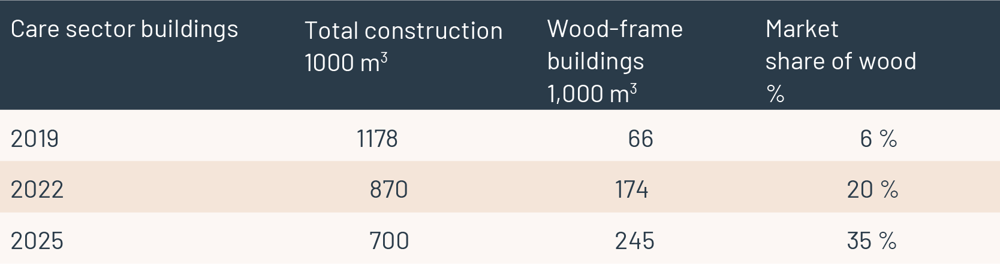 Care sector buildings
Total construction
1000 m³
Wood-frame
buildings
1,000 m³
Market
share of wood
%
2019 1178 66 6 %
2022 870 174 20 %
2025 700 245 35 %